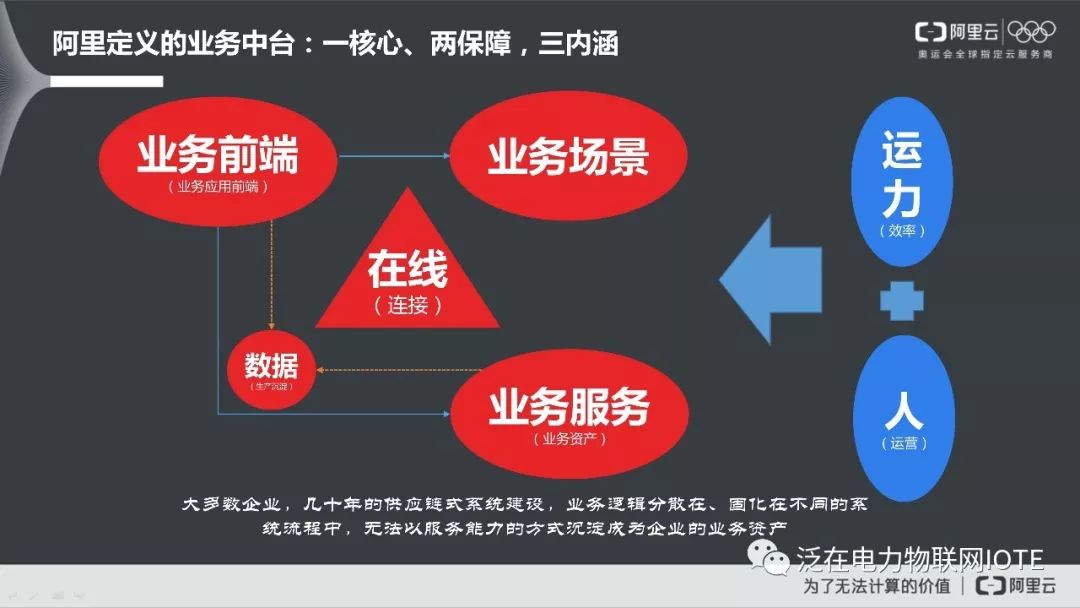 阿里定义的业务中台：一核心、两保障，三内涵
阿里云
奥运会全球指定云服务商
业务前端
（业务应用前端）
业务场景
运
力
（效率）
在线
（连接）
数据
（生产沉淀）
业务服务
（业务资产）
人
（运营）
大多数企业，几十年的供应链式系统建设，业务逻辑分散在、固化在不同的系
统流程中，无法以服务能力的方式沉淀成为企业的业务资产
泛在电力物联网IOTE
为了无法计算的价值
阿里云